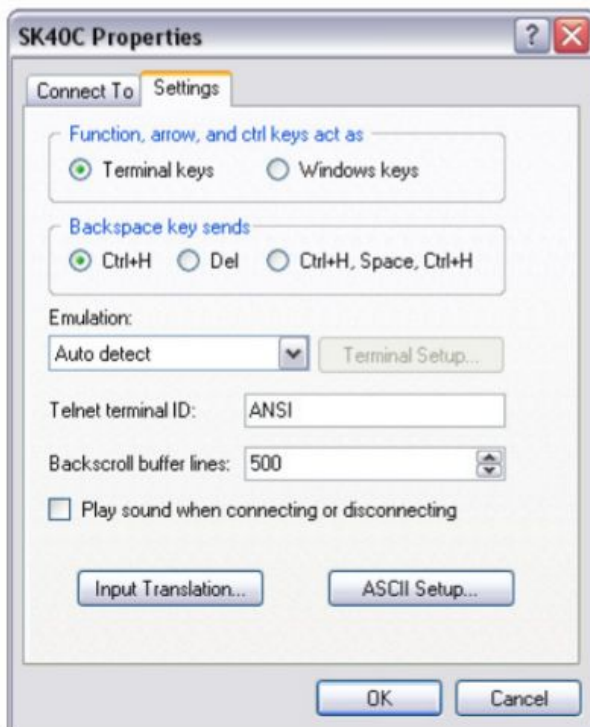 SK40C Properties
Connect To Settings
Function, arrow, and ctrl keys act as
Terminal keys Windows keys
Backspace key sends
Ctrl+H Del Ctrl+H, Space, Ctrl+H
Emulation:
Auto detect Terminal Setup...
Telnet terminal ID: ANSI
Backscroll buffer lines: 500
Play sound when connecting or disconnecting
Input Translation... ASCII Setup...
OK Cancel